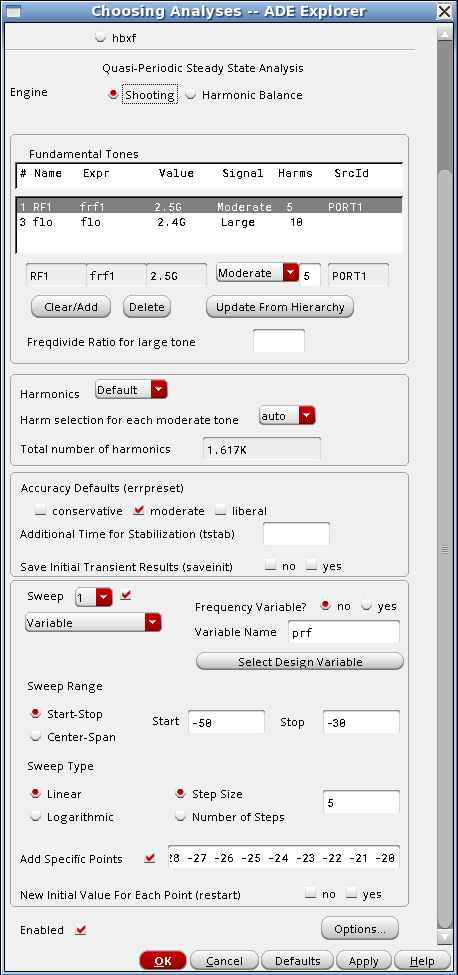 Choosing Analyses -- ADE Explorer
hbxf
Quasi-Periodic Steady State Analysis
Engine
Shooting Harmonic Balance
Fundamental Tones
# Name Expr Value Signal Harms SrcId
1 RF1 frf1 2.5G Moderate 5 PORT1
3 flo flo 2.4G Large 10
RF1 frf1 2.5G Moderate 5 PORT1
Clear/Add Delete Update From Hierarchy
Freqdivide Ratio for large tone
Harmonics Default
Harm selection for each moderate tone auto
Total number of harmonics 1.617K
Accuracy Defaults (errpreset)
conservative moderate liberal
Additional Time for Stabilization (tstab)
Save Initial Transient Results (saveinit) no yes
Sweep 1
Frequency Variable? no yes
Variable
Variable Name prf
Select Design Variable
Sweep Range
Start-Stop Start -50 Stop -30
Center-Span
Sweep Type
Linear Step Size 5
Logarithmic Number of Steps
Add Specific Points 28 -27 -26 -25 -24 -23 -22 -21 -20
New Initial Value For Each Point (restart) no yes
Enabled Options...
OK Cancel Defaults Apply Help